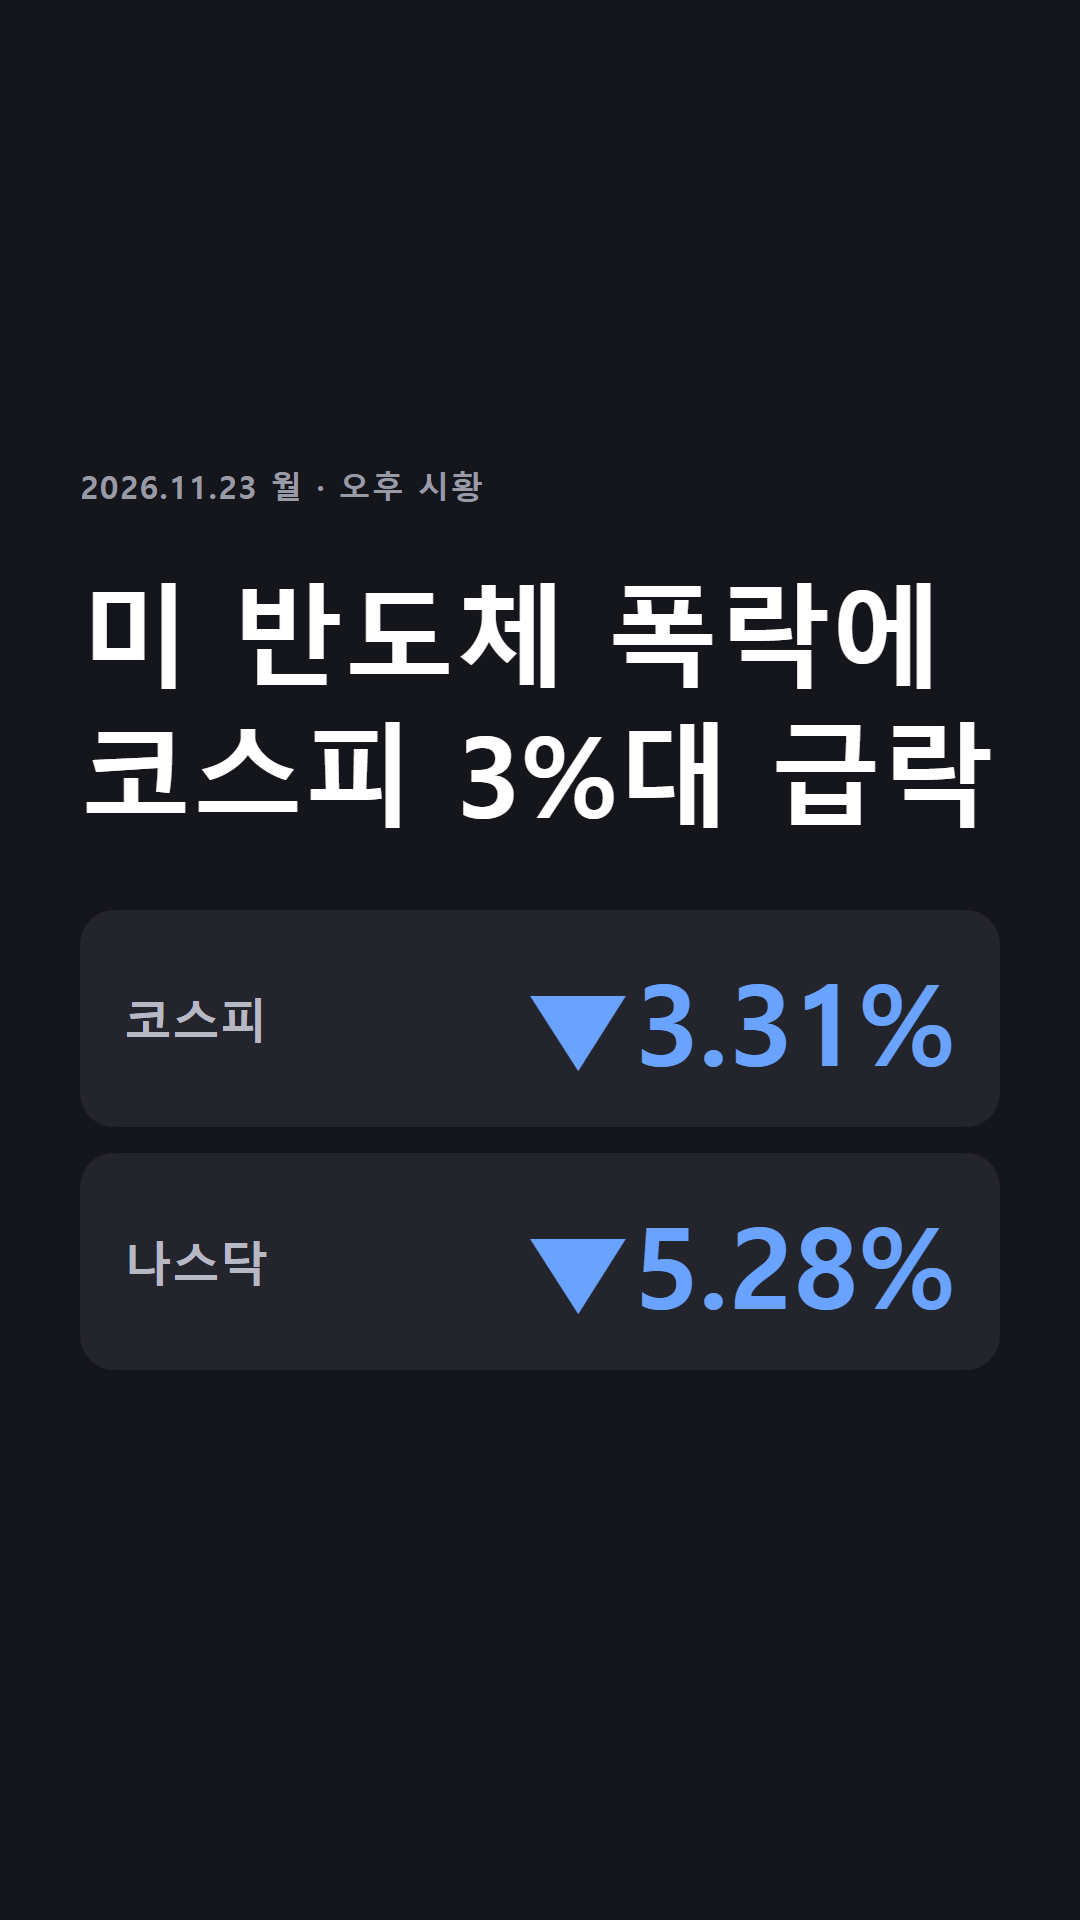 2026.11.23 월 · 오후 시황
미 반도체 폭락에
코스피 3%대 급락
코스피 ▼3.31%
나스닥 ▼5.28%